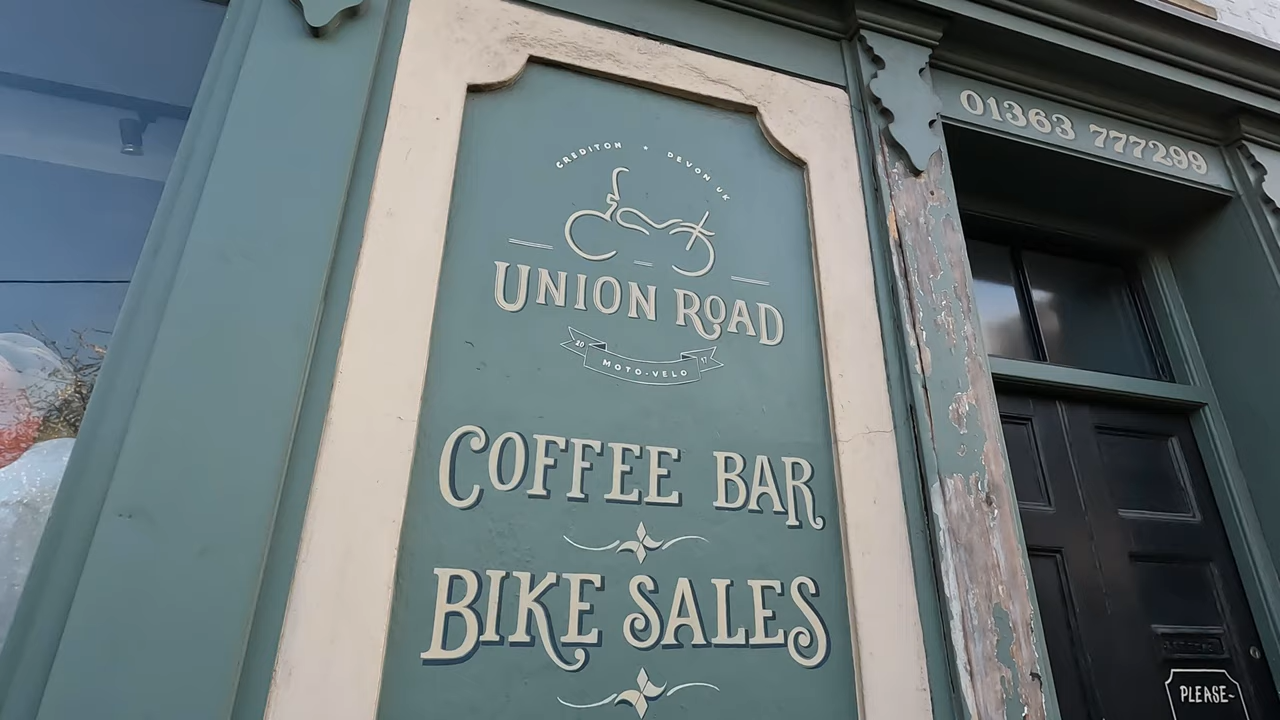 CREDITON * DEVON UK
UNION ROAD
20 17
MOTO-VELO
COFFEE BAR
BIKE SALES
01363 777299
PLEASE-